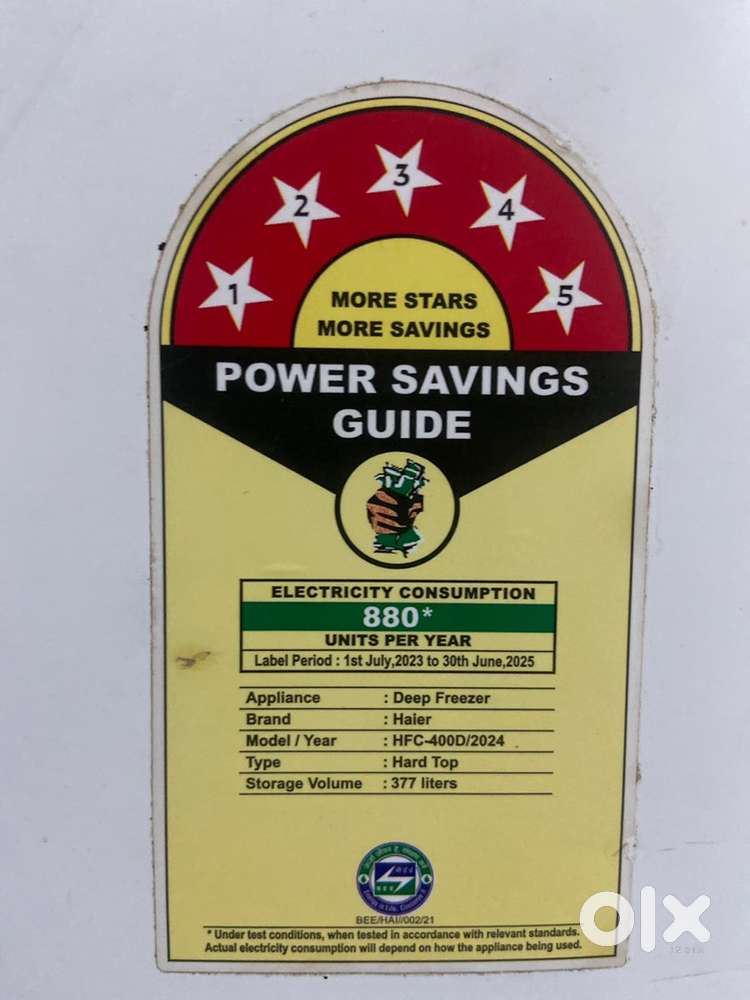 1
2
3
4
5
MORE STARS
MORE SAVINGS
POWER SAVINGS
GUIDE
ELECTRICITY CONSUMPTION
880*
UNITS PER YEAR
Label Period : 1st July,2023 to 30th June,2025
Appliance : Deep Freezer
Brand : Haier
Model / Year : HFC-400D/2024
Type : Hard Top
Storage Volume : 377 liters
BEE
BEE/HAI//002/21
* Under test conditions, when tested in accordance with relevant standards.
Actual electricity consumption will depend on how the appliance being used.
olx